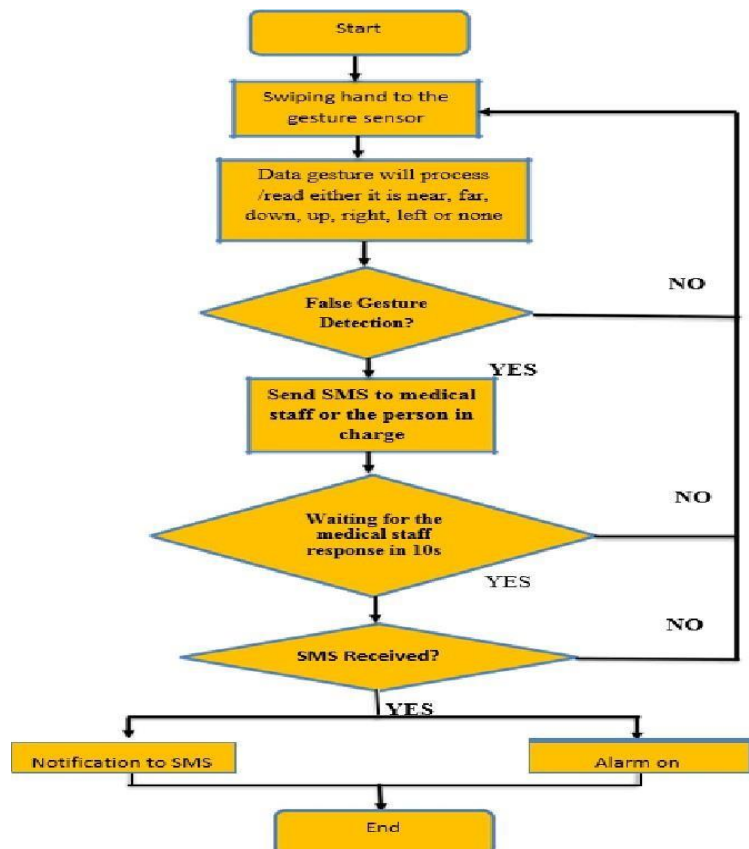 Start
Swiping hand to the
gesture sensor
Data gesture will process
/read either it is near, far,
down, up, right, left or none
False Gesture
Detection?
NO
YES
Send SMS to medical
staff or the person in
charge
Waiting for the
medical staff
response in 10s
NO
YES
SMS Received?
NO
YES
Notification to SMS
Alarm on
End